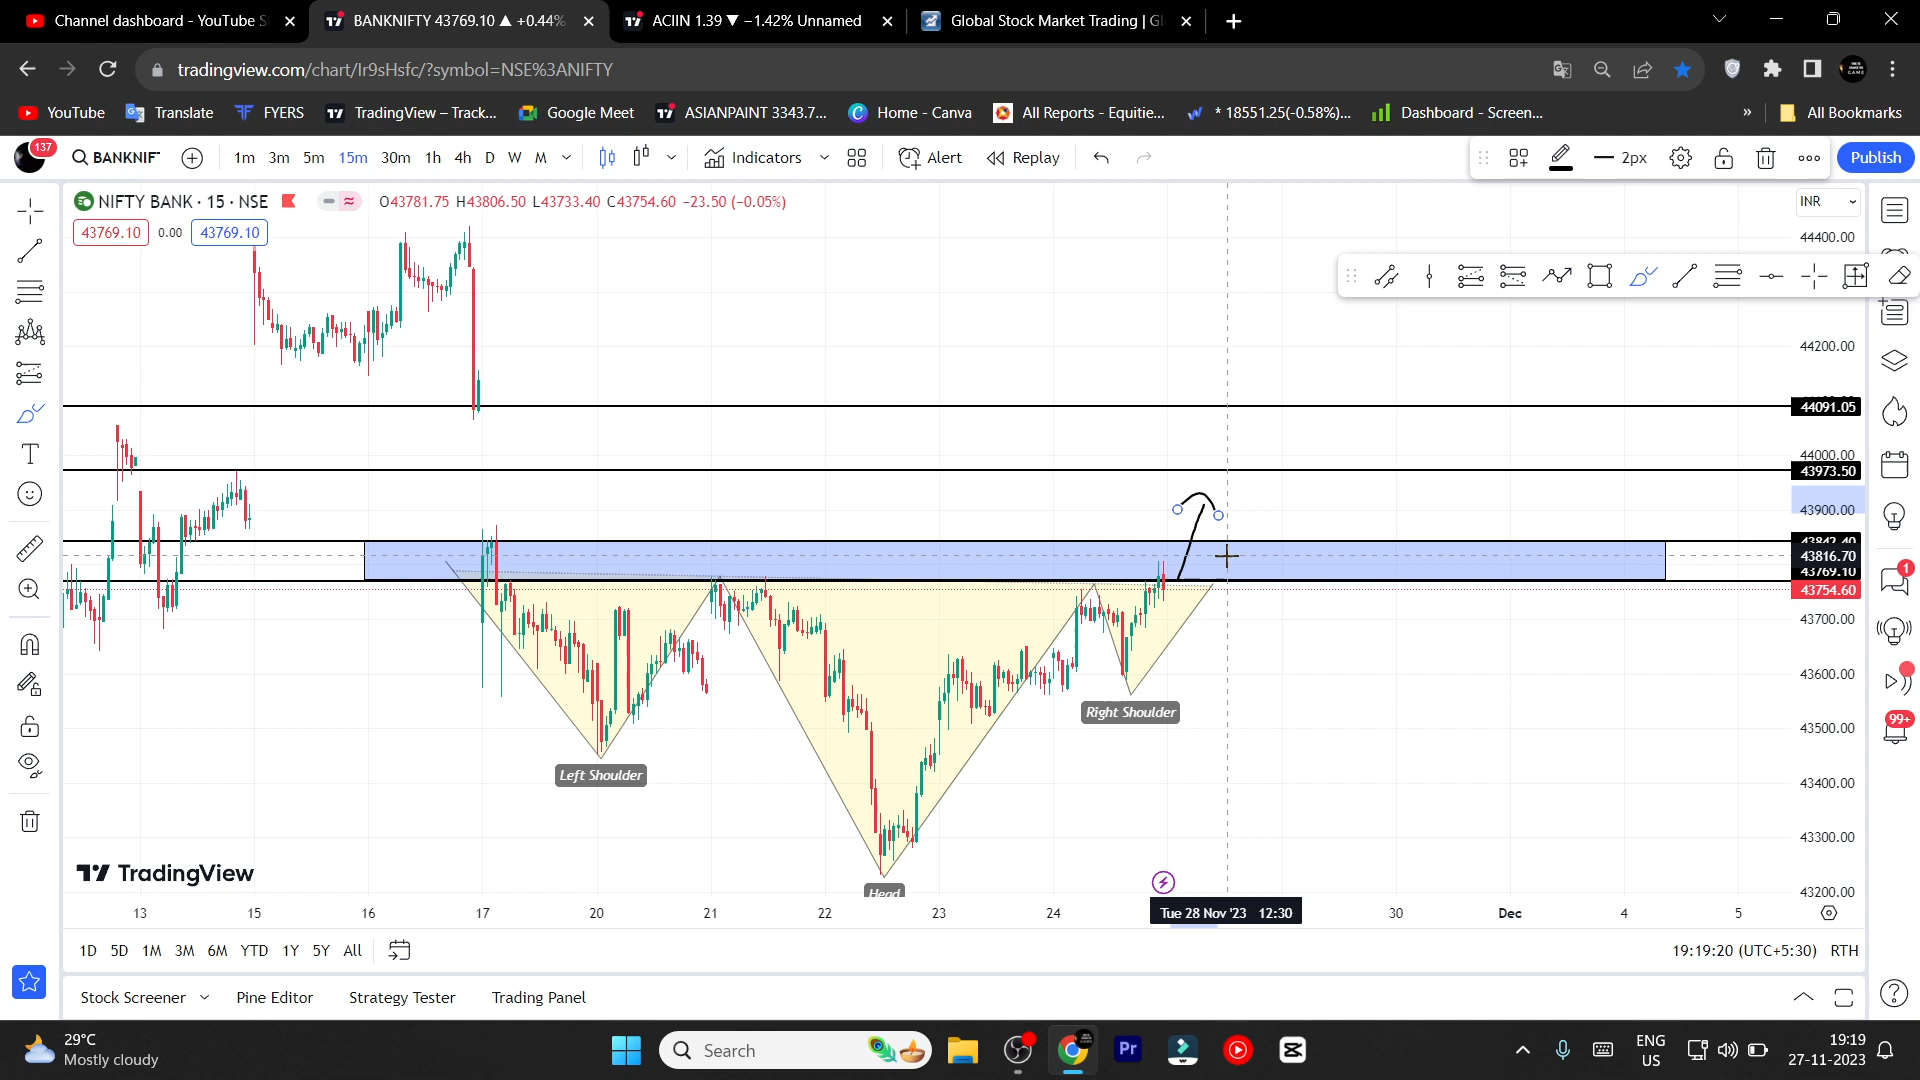 Channel dashboard - YouTube S
BANKNIFTY 43769.10 ▲ +0.44%
ACIIN 1.39 ▼ −1.42% Unnamed
Global Stock Market Trading | Gl
tradingview.com/chart/Ir9sHsfc/?symbol=NSE%3ANIFTY
YouTube
Translate
FYERS
TradingView – Track...
Google Meet
ASIANPAINT 3343.7...
Home - Canva
All Reports - Equitie...
* 18551.25(-0.58%)...
Dashboard - Screen...
»
All Bookmarks
137
BANKNIF
1m 3m 5m 15m 30m 1h 4h D W M
Indicators
Alert
Replay
2px
Publish
NIFTY BANK · 15 · NSE
O43781.75 H43806.50 L43733.40 C43754.60 −23.50 (−0.05%)
INR
43769.10 0.00 43769.10
44400.00
44200.00
44091.05
44000.00
43973.50
43900.00
43842.40
43816.70
43769.10
43754.60
43700.00
43600.00
43500.00
43400.00
43300.00
43200.00
Right Shoulder
Left Shoulder
Head
TradingView
13 15 16 17 20 21 22 23 24
Tue 28 Nov '23 12:30
30 Dec 4 5
1
99+
1D 5D 1M 3M 6M YTD 1Y 5Y All
19:19:20 (UTC+5:30) RTH
Stock Screener
Pine Editor
Strategy Tester
Trading Panel
29°C
Mostly cloudy
Search
Pr
ENG
US
19:19
27-11-2023